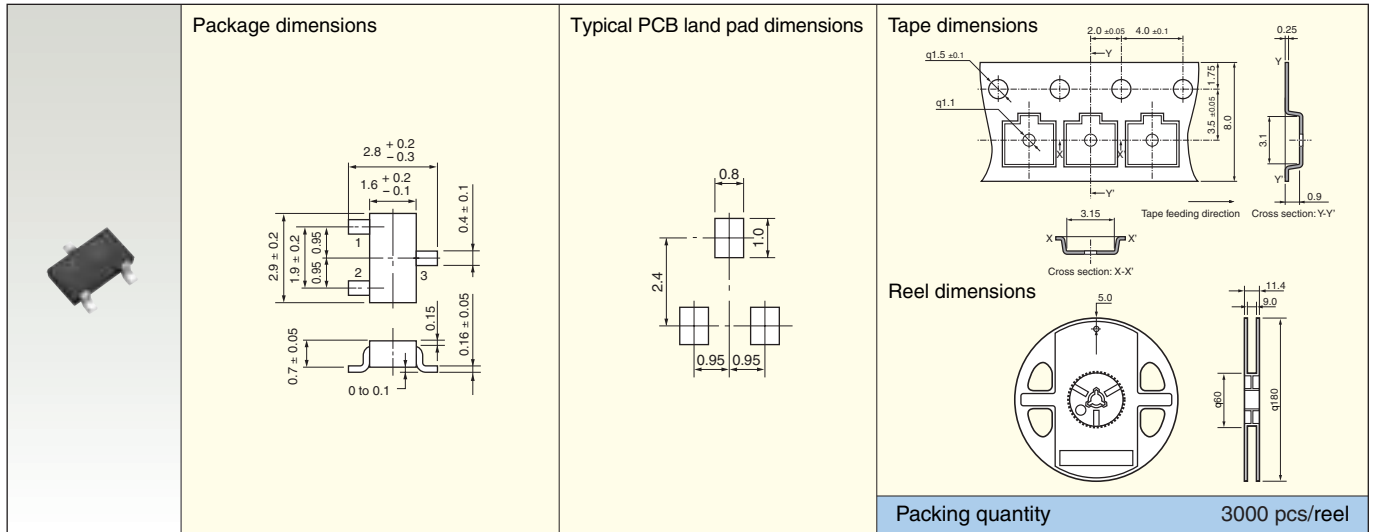 Package dimensions
2.8 + 0.2 − 0.3
1.6 + 0.2 − 0.1
0.4 ± 0.1
2.9 ± 0.2
1.9 ± 0.2
0.95
0.95
1
2
3
0.7 ± 0.05
0.15
0.16 ± 0.05
0 to 0.1
Typical PCB land pad dimensions
0.8
1.0
2.4
0.95
0.95
Tape dimensions
2.0 ±0.05
4.0 ±0.1
0.25
q1.5 ±0.1
Y
Y
q1.1
1.75
3.5 ±0.05
8.0
3.1
X
X'
Y'
Y'
0.9
Tape feeding direction
Cross section: Y-Y'
3.15
X
X'
Cross section: X-X'
Reel dimensions
5.0
11.4
9.0
q60
q180
Packing quantity 3000 pcs/reel